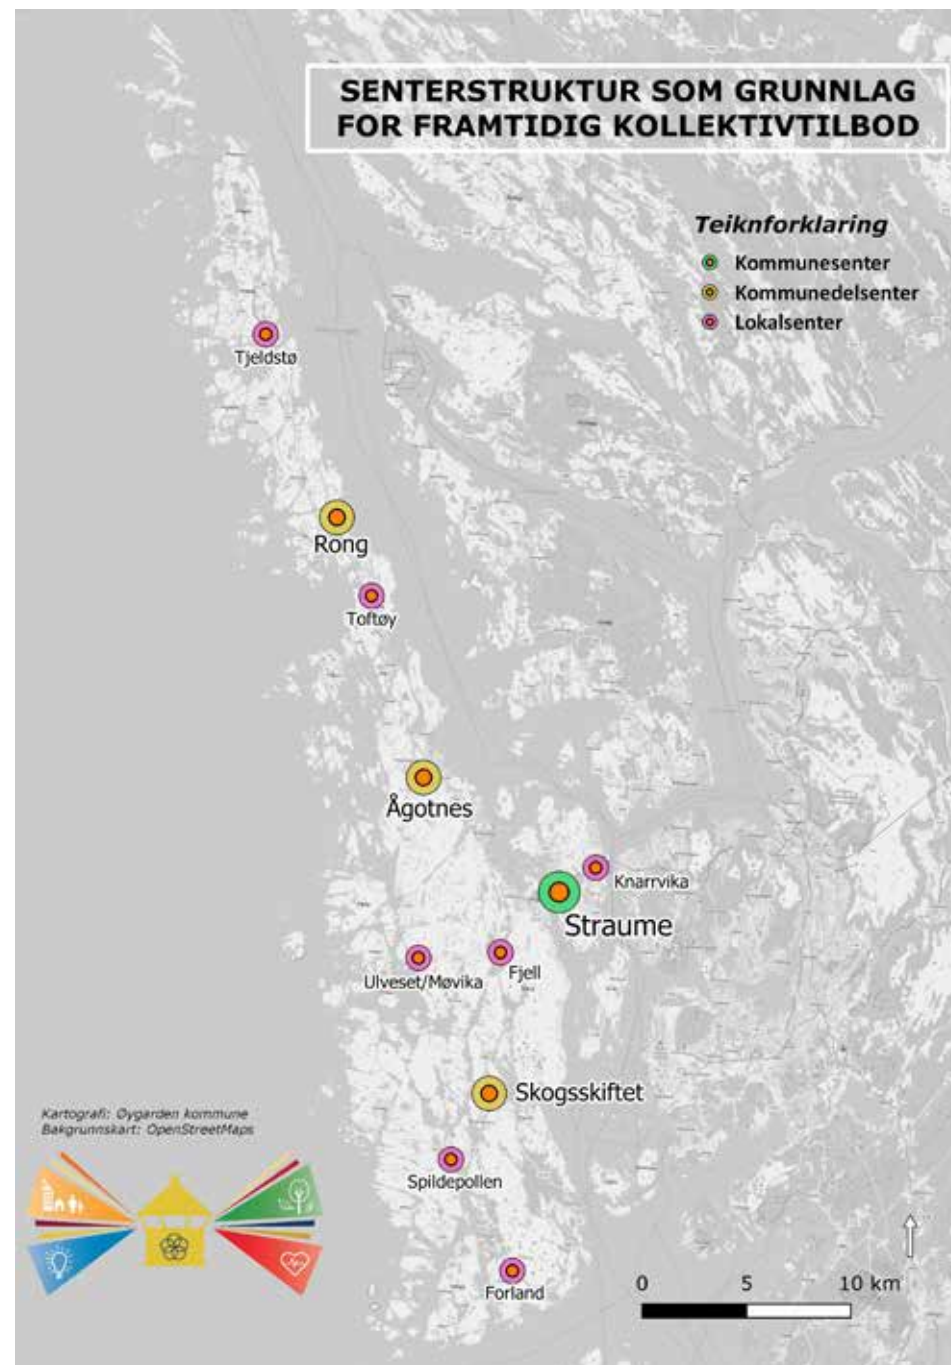 SENTERSTRUKTUR SOM GRUNNLAG
FOR FRAMTIDIG KOLLEKTIVTILBOD
Teiknforklaring
Kommunesenter
Kommunedelsenter
Lokalsenter
Tjeldstø
Rong
Toftøy
Ågotnes
Knarrvika
Straume
Ulveset/Møvika
Fjell
Skogsskiftet
Spildepollen
Forland
Kartografi: Øygarden kommune
Bakgrunnskart: OpenStreetMaps
0 5 10 km